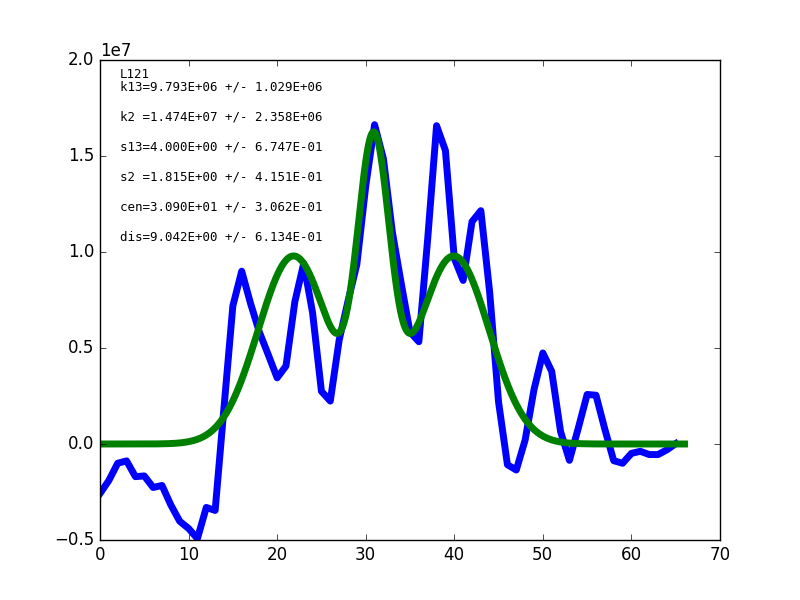 1e7
L121
k13=9.793E+06 +/- 1.029E+06
k2 =1.474E+07 +/- 2.358E+06
s13=4.000E+00 +/- 6.747E-01
s2 =1.815E+00 +/- 4.151E-01
cen=3.090E+01 +/- 3.062E-01
dis=9.042E+00 +/- 6.134E-01
2.0
1.5
1.0
0.5
0.0
−0.5
0 10 20 30 40 50 60 70